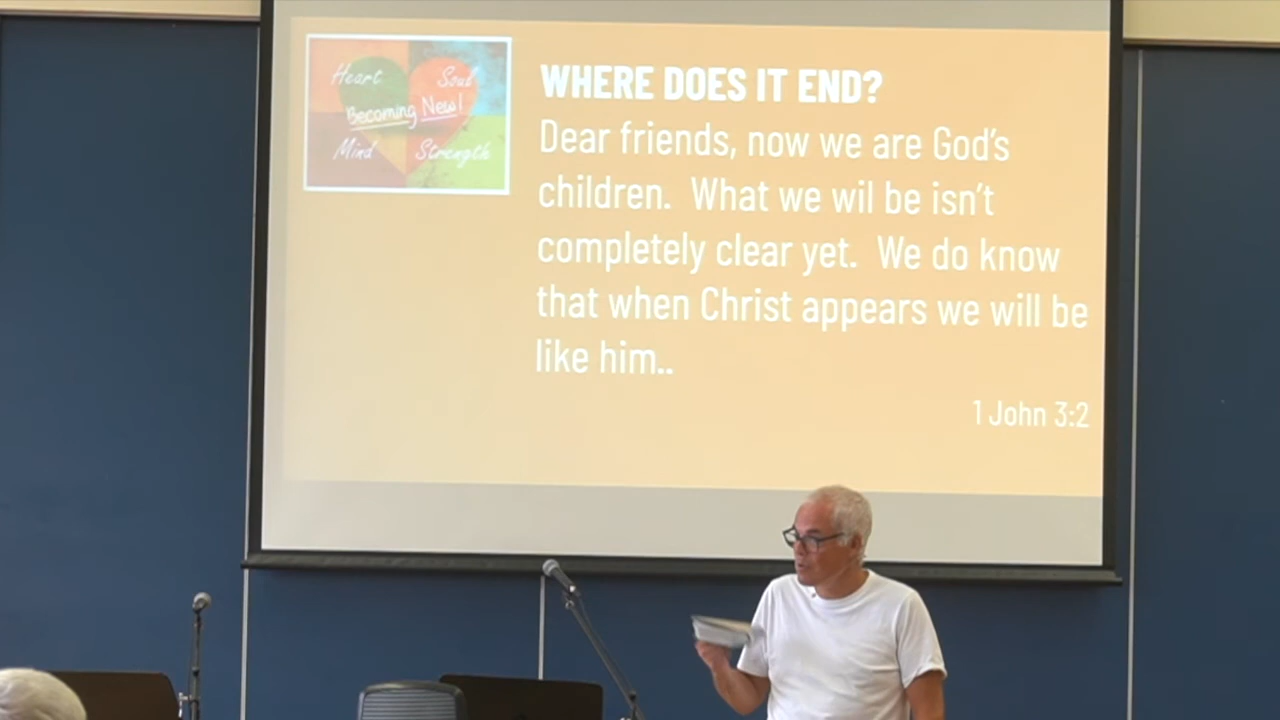 Heart Soul
Becoming New!
Mind Strength
WHERE DOES IT END?
Dear friends, now we are God's
children. What we wil be isn't
completely clear yet. We do know
that when Christ appears we will be
like him..
1 John 3:2